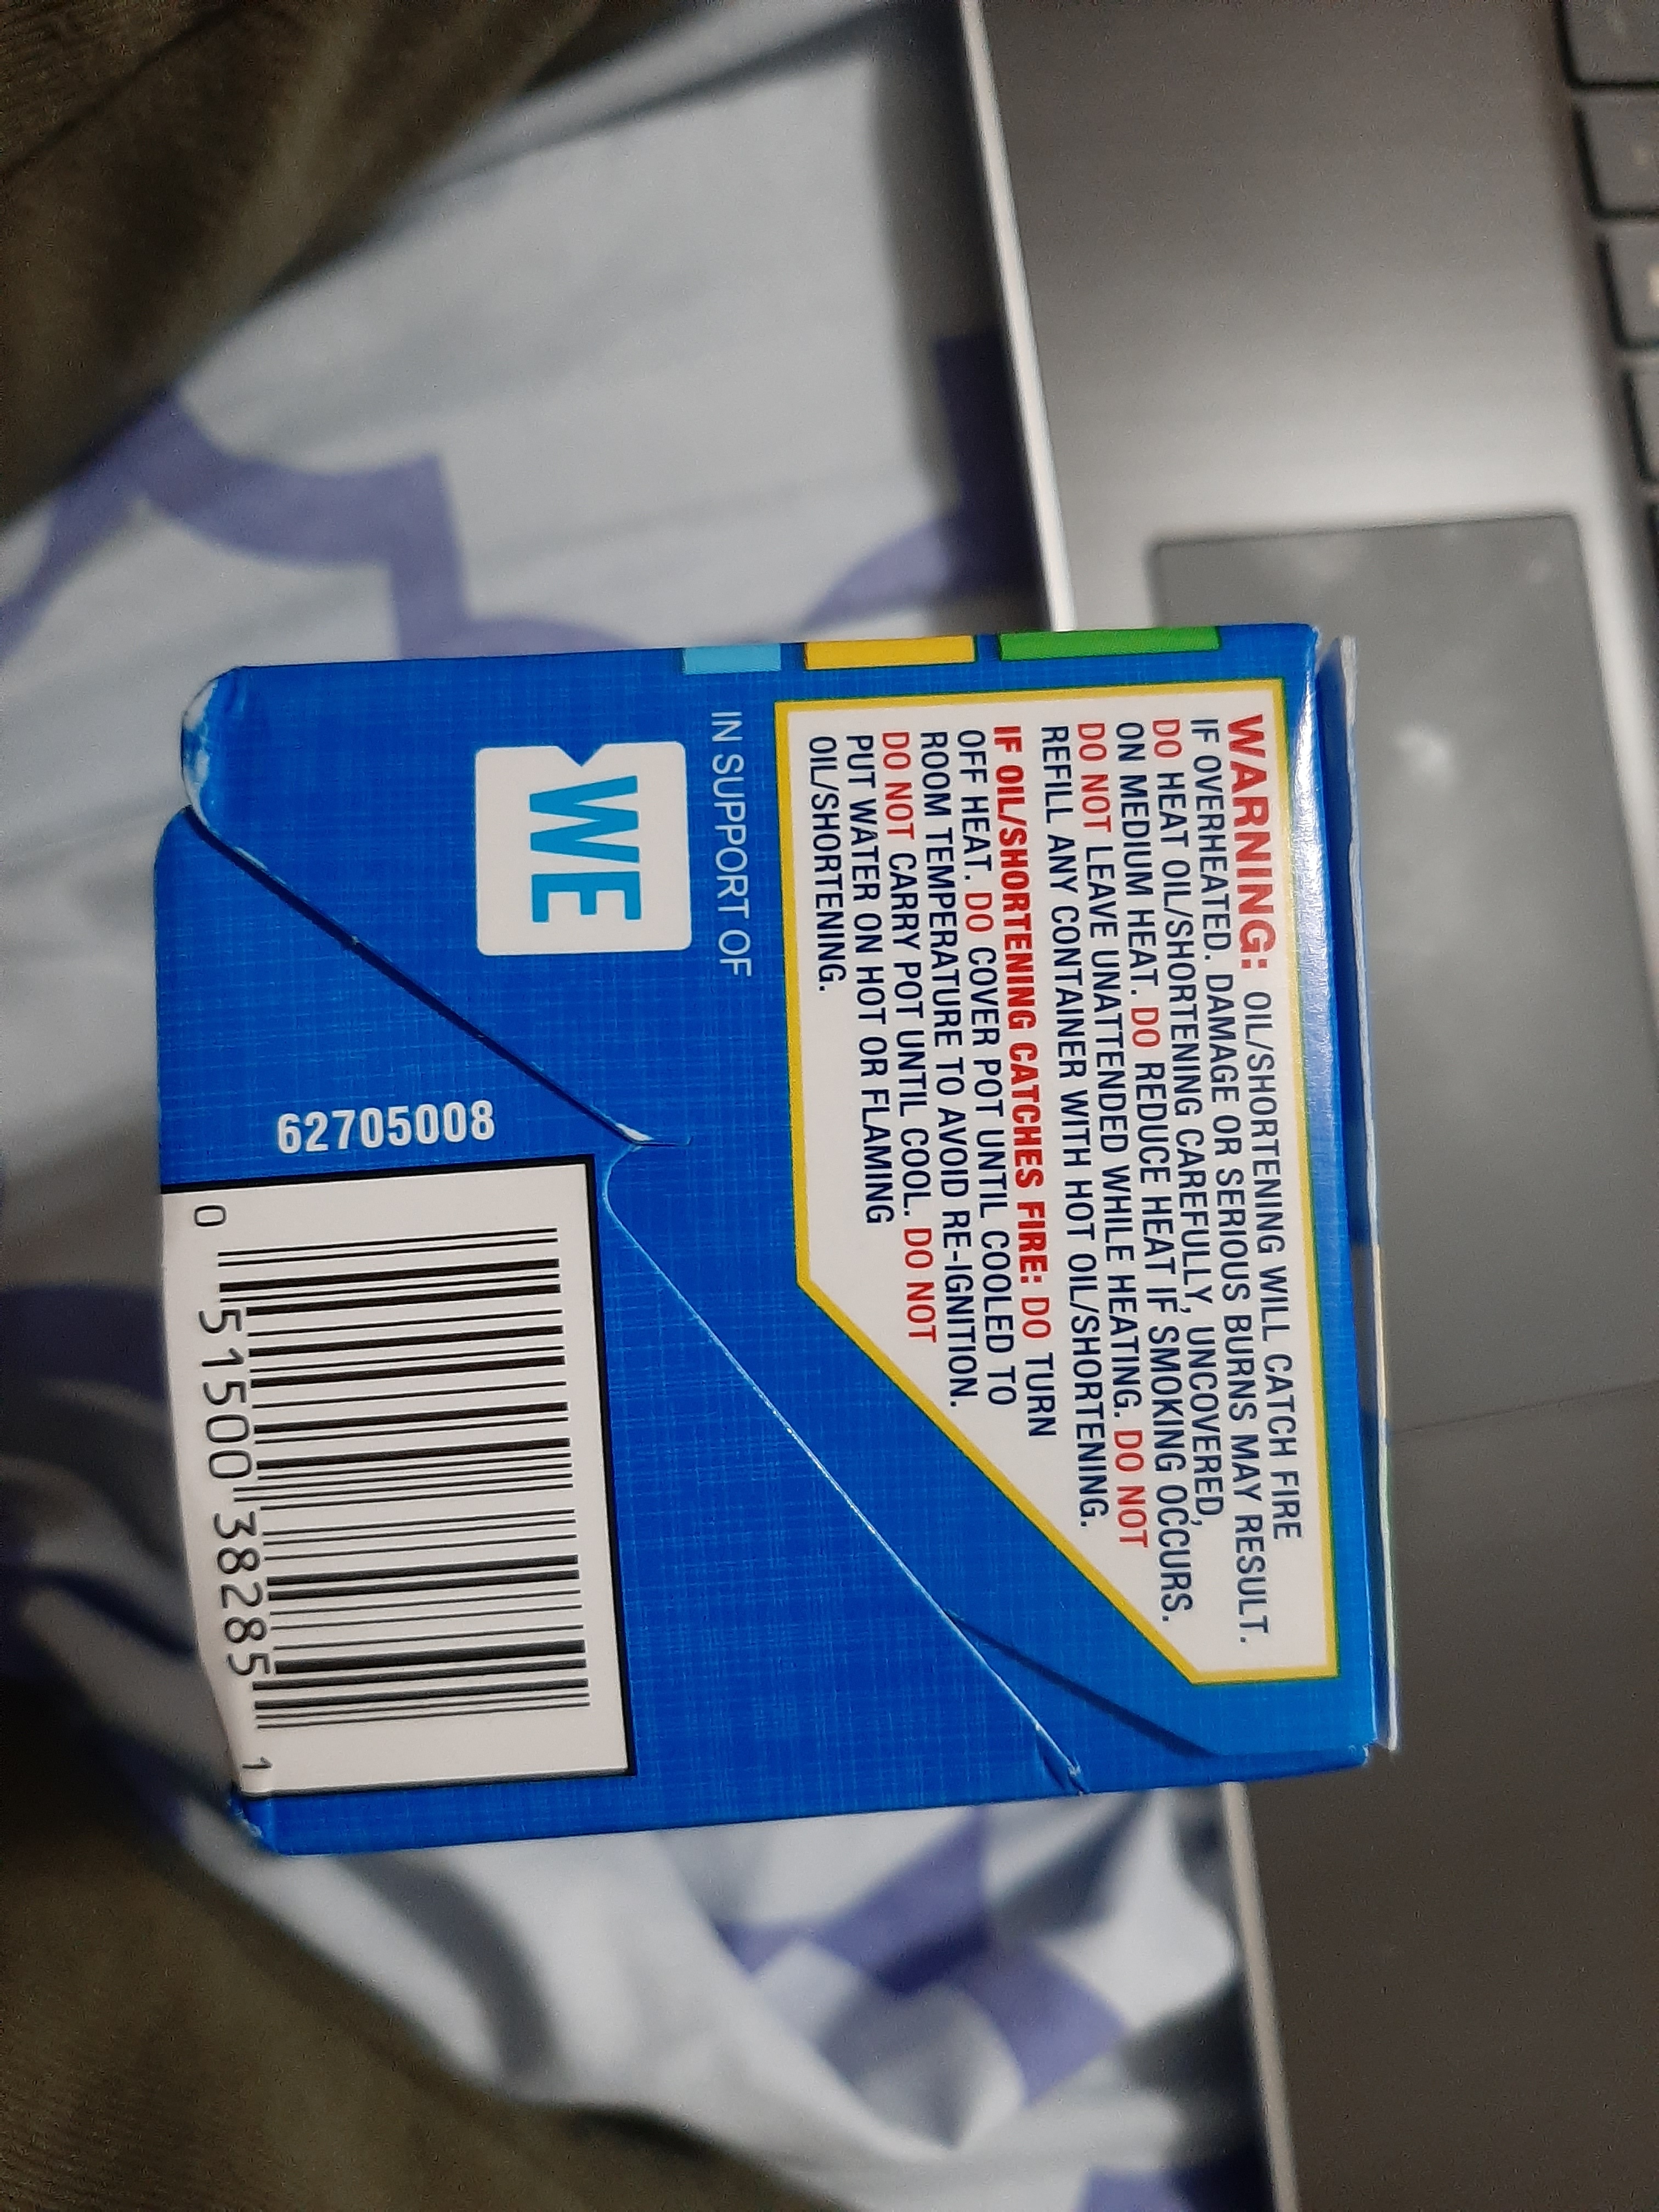 WARNING: OIL/SHORTENING WILL CATCH FIRE
IF OVERHEATED. DAMAGE OR SERIOUS BURNS MAY RESULT.
DO HEAT OIL/SHORTENING CAREFULLY, UNCOVERED,
ON MEDIUM HEAT. DO REDUCE HEAT IF SMOKING OCCURS.
DO NOT LEAVE UNATTENDED WHILE HEATING. DO NOT
REFILL ANY CONTAINER WITH HOT OIL/SHORTENING.
IF OIL/SHORTENING CATCHES FIRE: DO TURN
OFF HEAT. DO COVER POT UNTIL COOLED TO
ROOM TEMPERATURE TO AVOID RE-IGNITION.
DO NOT CARRY POT UNTIL COOL. DO NOT
PUT WATER ON HOT OR FLAMING
OIL/SHORTENING.
IN SUPPORT OF
WE
62705008
0 51500 38285 1